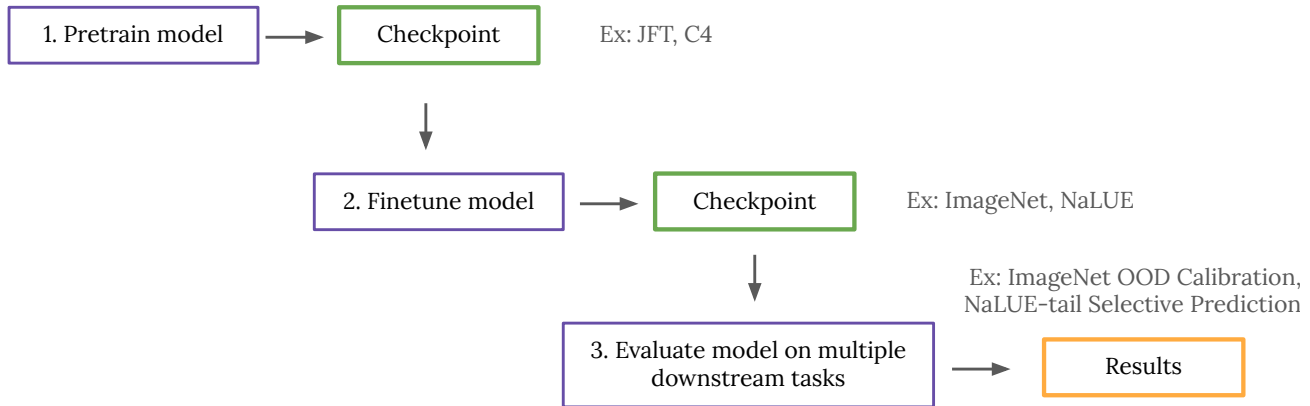 1. Pretrain model
Checkpoint
Ex: JFT, C4
2. Finetune model
Checkpoint
Ex: ImageNet, NaLUE
Ex: ImageNet OOD Calibration,
NaLUE-tail Selective Prediction
3. Evaluate model on multiple
downstream tasks
Results